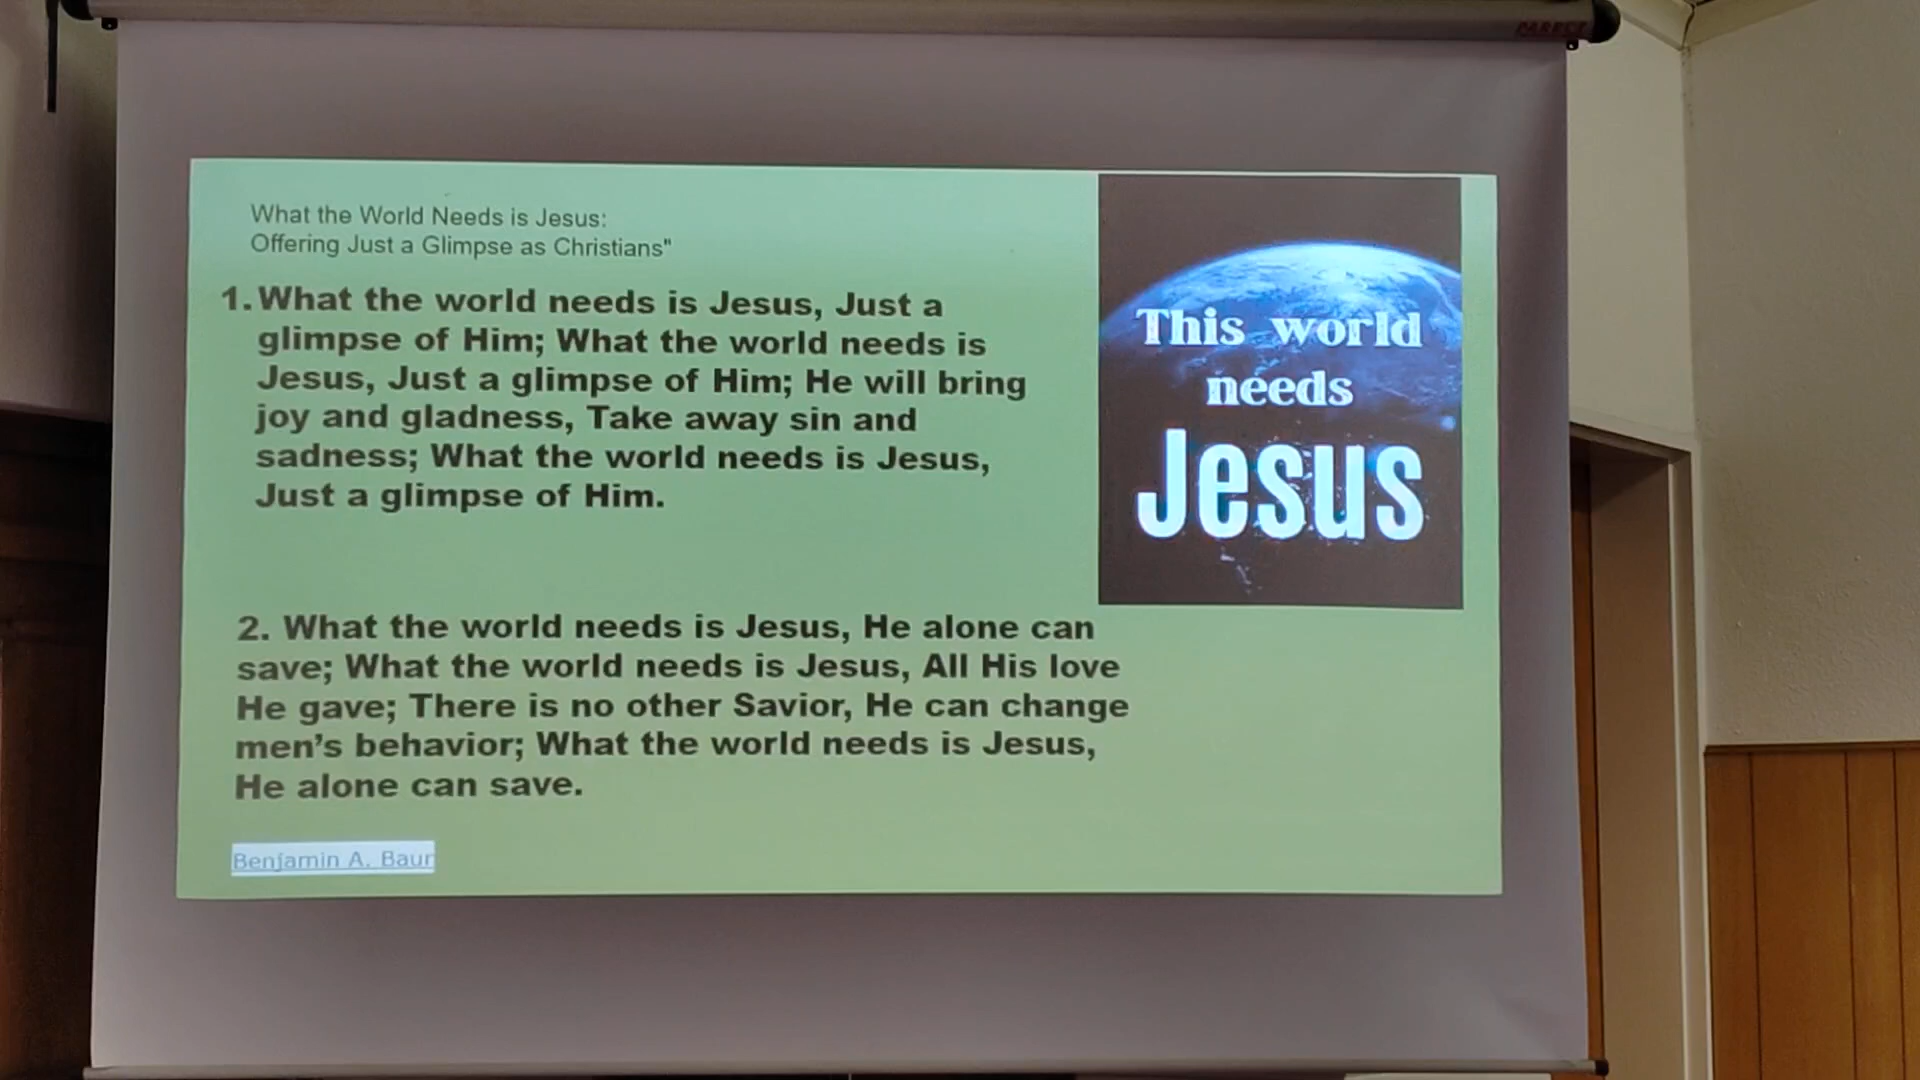 What the World Needs is Jesus:
Offering Just a Glimpse as Christians"
1. What the world needs is Jesus, Just a
glimpse of Him; What the world needs is
Jesus, Just a glimpse of Him; He will bring
joy and gladness, Take away sin and
sadness; What the world needs is Jesus,
Just a glimpse of Him.
This world
needs
Jesus
2. What the world needs is Jesus, He alone can
save; What the world needs is Jesus, All His love
He gave; There is no other Savior, He can change
men’s behavior; What the world needs is Jesus,
He alone can save.
Benjamin A. Baur